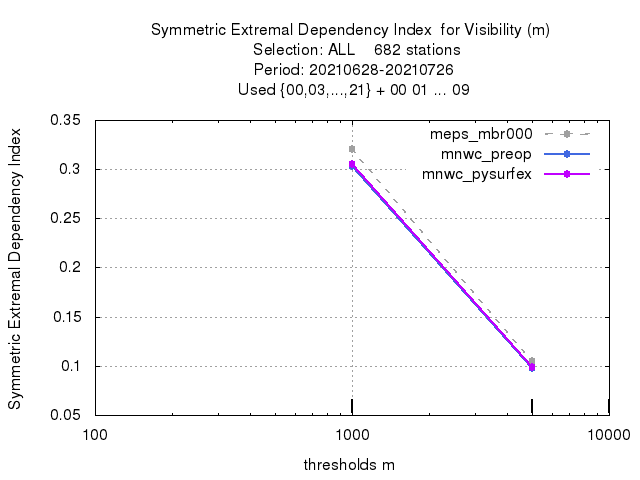 Symmetric Extremal Dependency Index  for Visibility (m)
Selection: ALL    682 stations
Period: 20210628-20210726
Used {00,03,...,21} + 00 01 ... 09
Symmetric Extremal Dependency Index
0.35
0.3
0.25
0.2
0.15
0.1
0.05
meps_mbr000
mnwc_preop
mnwc_pysurfex
100 1000 10000
thresholds m